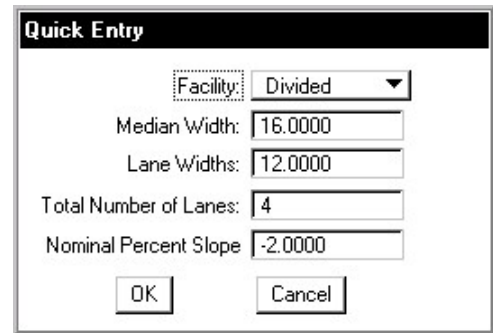 Quick Entry
Facility: Divided
Median Width: 16.0000
Lane Widths: 12.0000
Total Number of Lanes: 4
Nominal Percent Slope -2.0000
OK Cancel